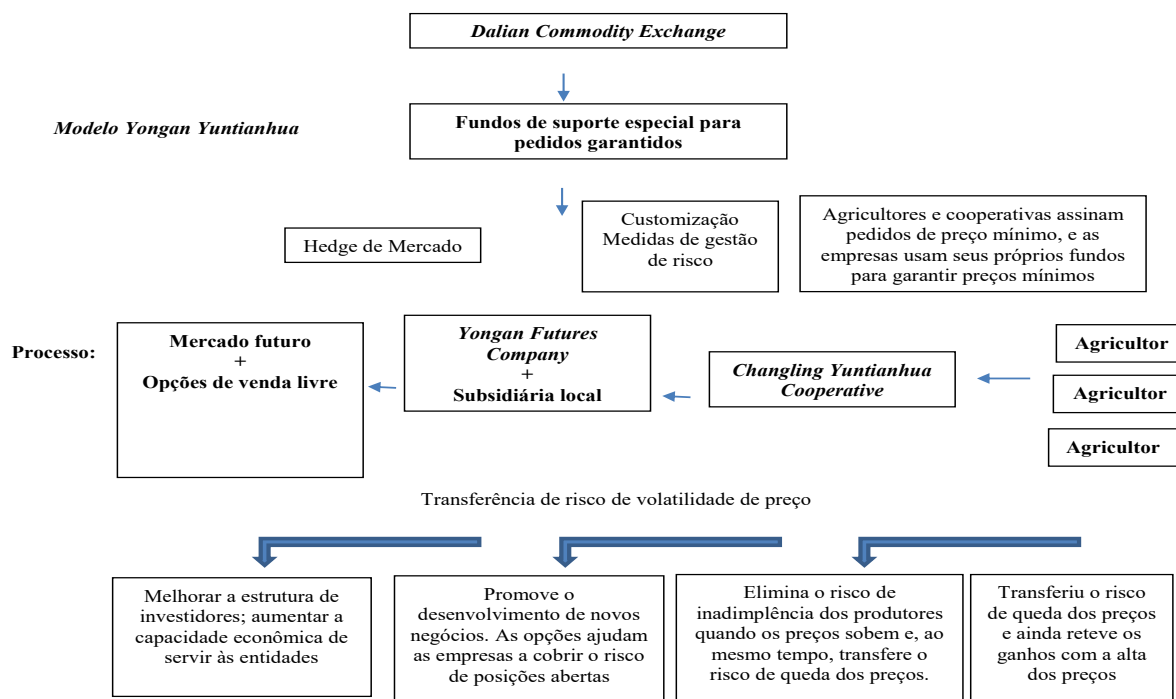 Dalian Commodity Exchange
Modelo Yongan Yuntianhua
Fundos de suporte especial para
pedidos garantidos
Hedge de Mercado
Customização
Medidas de gestão
de risco
Agricultores e cooperativas assinam
pedidos de preço mínimo, e as
empresas usam seus próprios fundos
para garantir preços mínimos
Processo:
Mercado futuro
+
Opções de venda livre
Yongan Futures
Company
+
Subsidiária local
Changling Yuntianhua
Cooperative
Agricultor
Agricultor
Agricultor
Transferência de risco de volatilidade de preço
Melhorar a estrutura de
investidores; aumentar a
capacidade econômica de
servir às entidades
Promove o
desenvolvimento de novos
negócios. As opções ajudam
as empresas a cobrir o risco
de posições abertas
Elimina o risco de
inadimplência dos produtores
quando os preços sobem e, ao
mesmo tempo, transfere o
risco de queda dos preços.
Transferiu o risco
de queda dos preços
e ainda reteve os
ganhos com a alta
dos preços